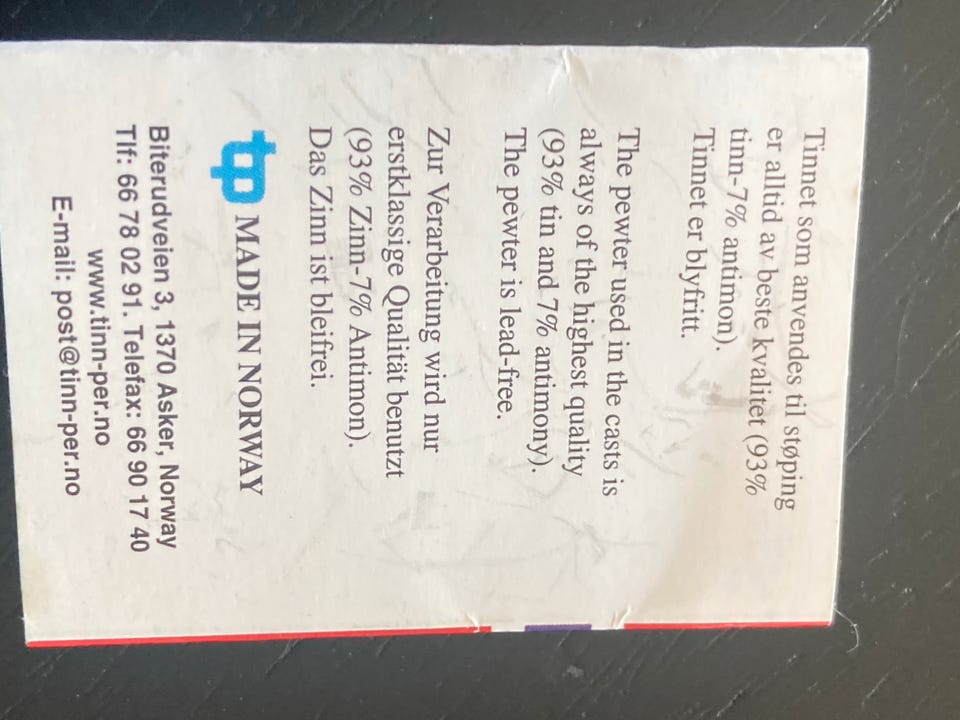 Tinnet som anvendes til støping
er alltid av beste kvalitet (93%
tinn-7% antimon).
Tinnet er blyfritt.
The pewter used in the casts is
always of the highest quality
(93% tin and 7% antimony).
The pewter is lead-free.
Zur Verarbeitung wird nur
erstklassige Qualität benutzt
(93% Zinn-7% Antimon).
Das Zinn ist bleifrei.
tp MADE IN NORWAY
Biterudveien 3, 1370 Asker, Norway
Tlf: 66 78 02 91. Telefax: 66 90 17 40
www.tinn-per.no
E-mail: post@tinn-per.no